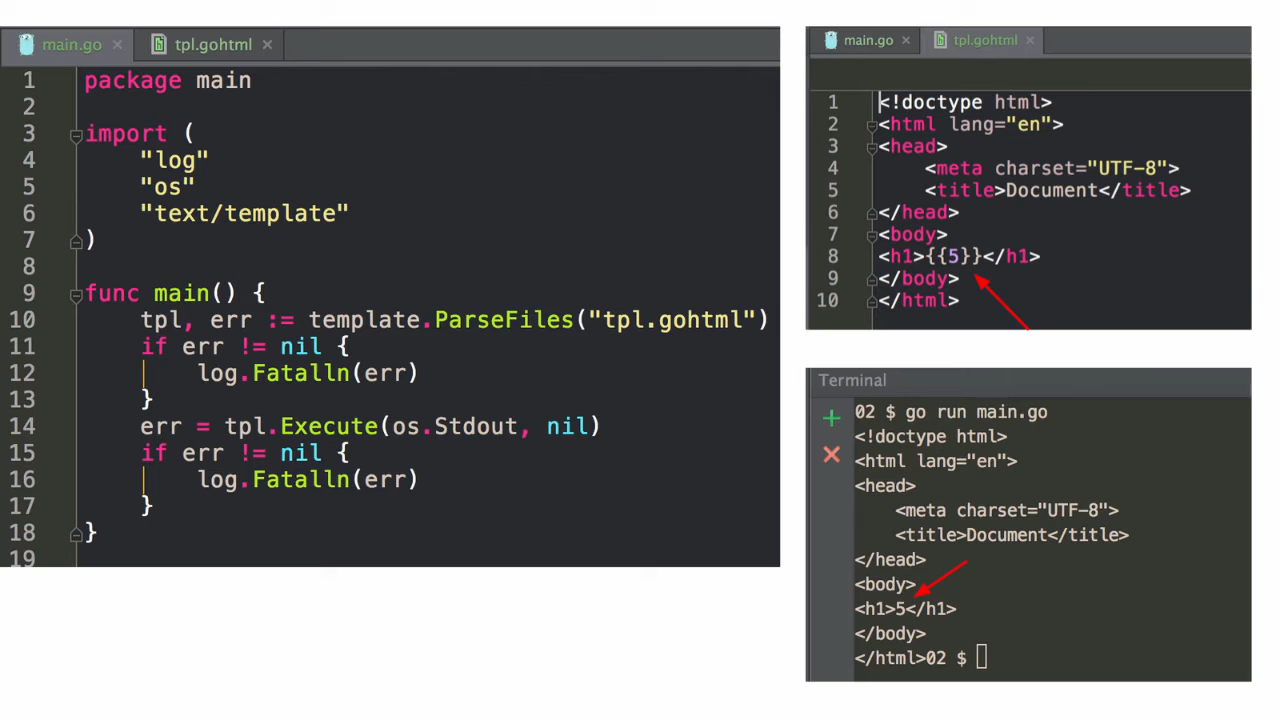 main.go × tpl.gohtml ×
1 package main
2
3 import (
4     "log"
5     "os"
6     "text/template"
7 )
8
9 func main() {
10     tpl, err := template.ParseFiles("tpl.gohtml")
11     if err != nil {
12         log.Fatalln(err)
13     }
14     err = tpl.Execute(os.Stdout, nil)
15     if err != nil {
16         log.Fatalln(err)
17     }
18 }
19
main.go × tpl.gohtml ×
1 <!doctype html>
2 <html lang="en">
3 <head>
4     <meta charset="UTF-8">
5     <title>Document</title>
6 </head>
7 <body>
8 <h1>{{5}}</h1>
9 </body>
10 </html>
Terminal
02 $ go run main.go
<!doctype html>
<html lang="en">
<head>
    <meta charset="UTF-8">
    <title>Document</title>
</head>
<body>
<h1>5</h1>
</body>
</html>02 $